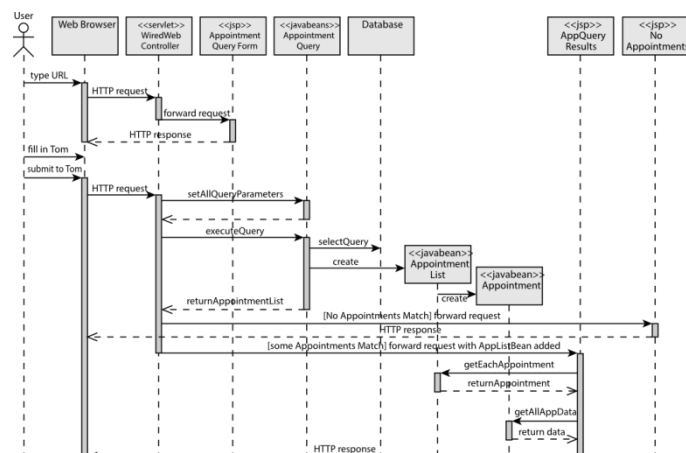 User
Web Browser
<<servlet>>
WiredWeb
Controller
<<jsp>>
Appointment
Query Form
<<javabeans>>
Appointment
Query
Database
<<jsp>>
AppQuery
Results
<<jsp>>
No
Appointments
type URL
HTTP request
forward request
HTTP response
fill in Tom
submit to Tom
HTTP request
setAllQueryParameters
executeQuery
selectQuery
<<javabean>>
Appointment
List
create
<<javabean>>
Appointment
create
returnAppointmentList
[No Appointments Match] forward request
HTTP response
[some Appointments Match] forward request with AppListBean added
getEachAppointment
returnAppointment
getAllAppData
return data
HTTP response